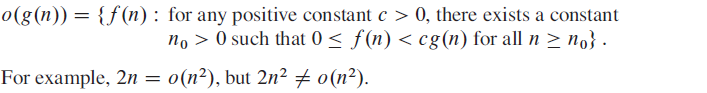 o(g(n)) = {f(n) : for any positive constant c > 0, there exists a constant
n₀ > 0 such that 0 ≤ f(n) < cg(n) for all n ≥ n₀} .
For example, 2n = o(n²), but 2n² ≠ o(n²).